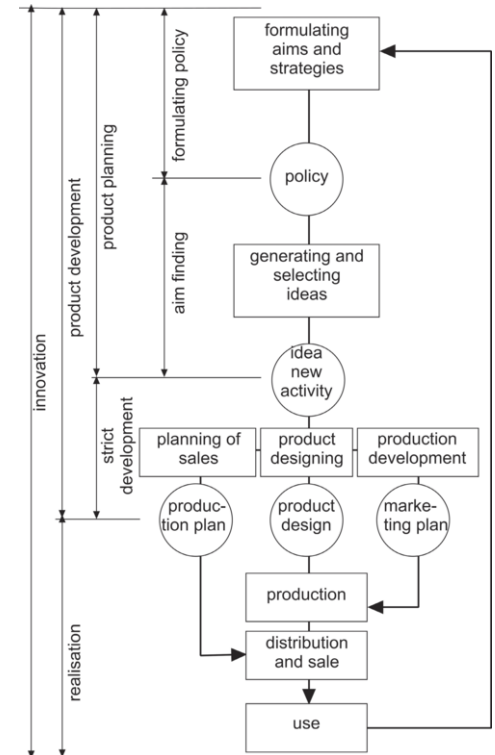 formulating
aims and
strategies
formulating policy
policy
product planning
product development
aim finding
generating and
selecting
ideas
innovation
idea
new
activity
strict
development
planning of
sales
product
designing
production
development
produc-
tion plan
product
design
marke-
ting plan
production
realisation
distribution
and sale
use